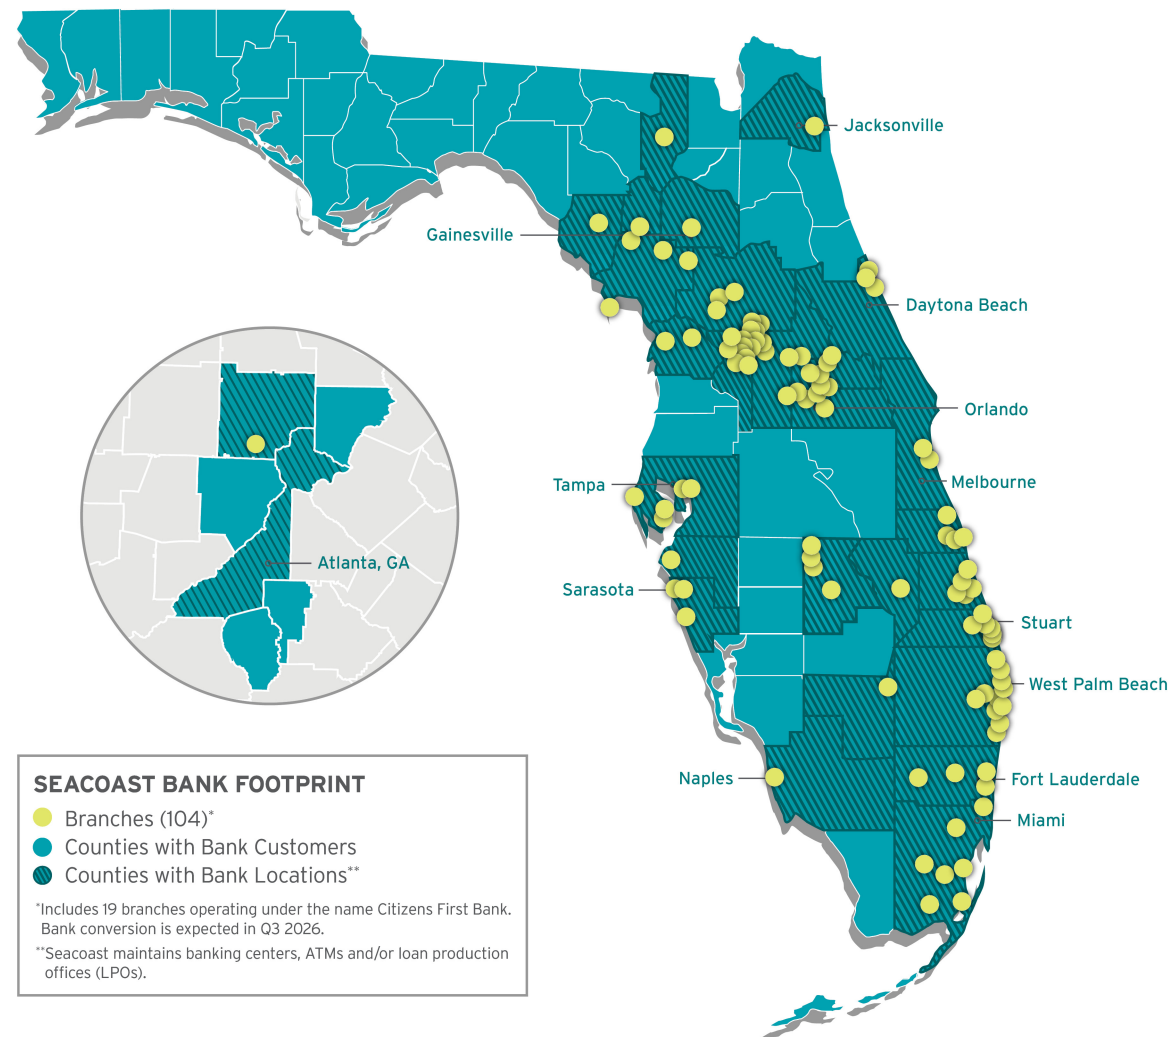 Jacksonville
Gainesville
Daytona Beach
Orlando
Tampa
Melbourne
Atlanta, GA
Sarasota
Stuart
West Palm Beach
Naples
Fort Lauderdale
Miami
SEACOAST BANK FOOTPRINT
Branches (104)*
Counties with Bank Customers
Counties with Bank Locations**
*Includes 19 branches operating under the name Citizens First Bank.
Bank conversion is expected in Q3 2026.
**Seacoast maintains banking centers, ATMs and/or loan production
offices (LPOs).